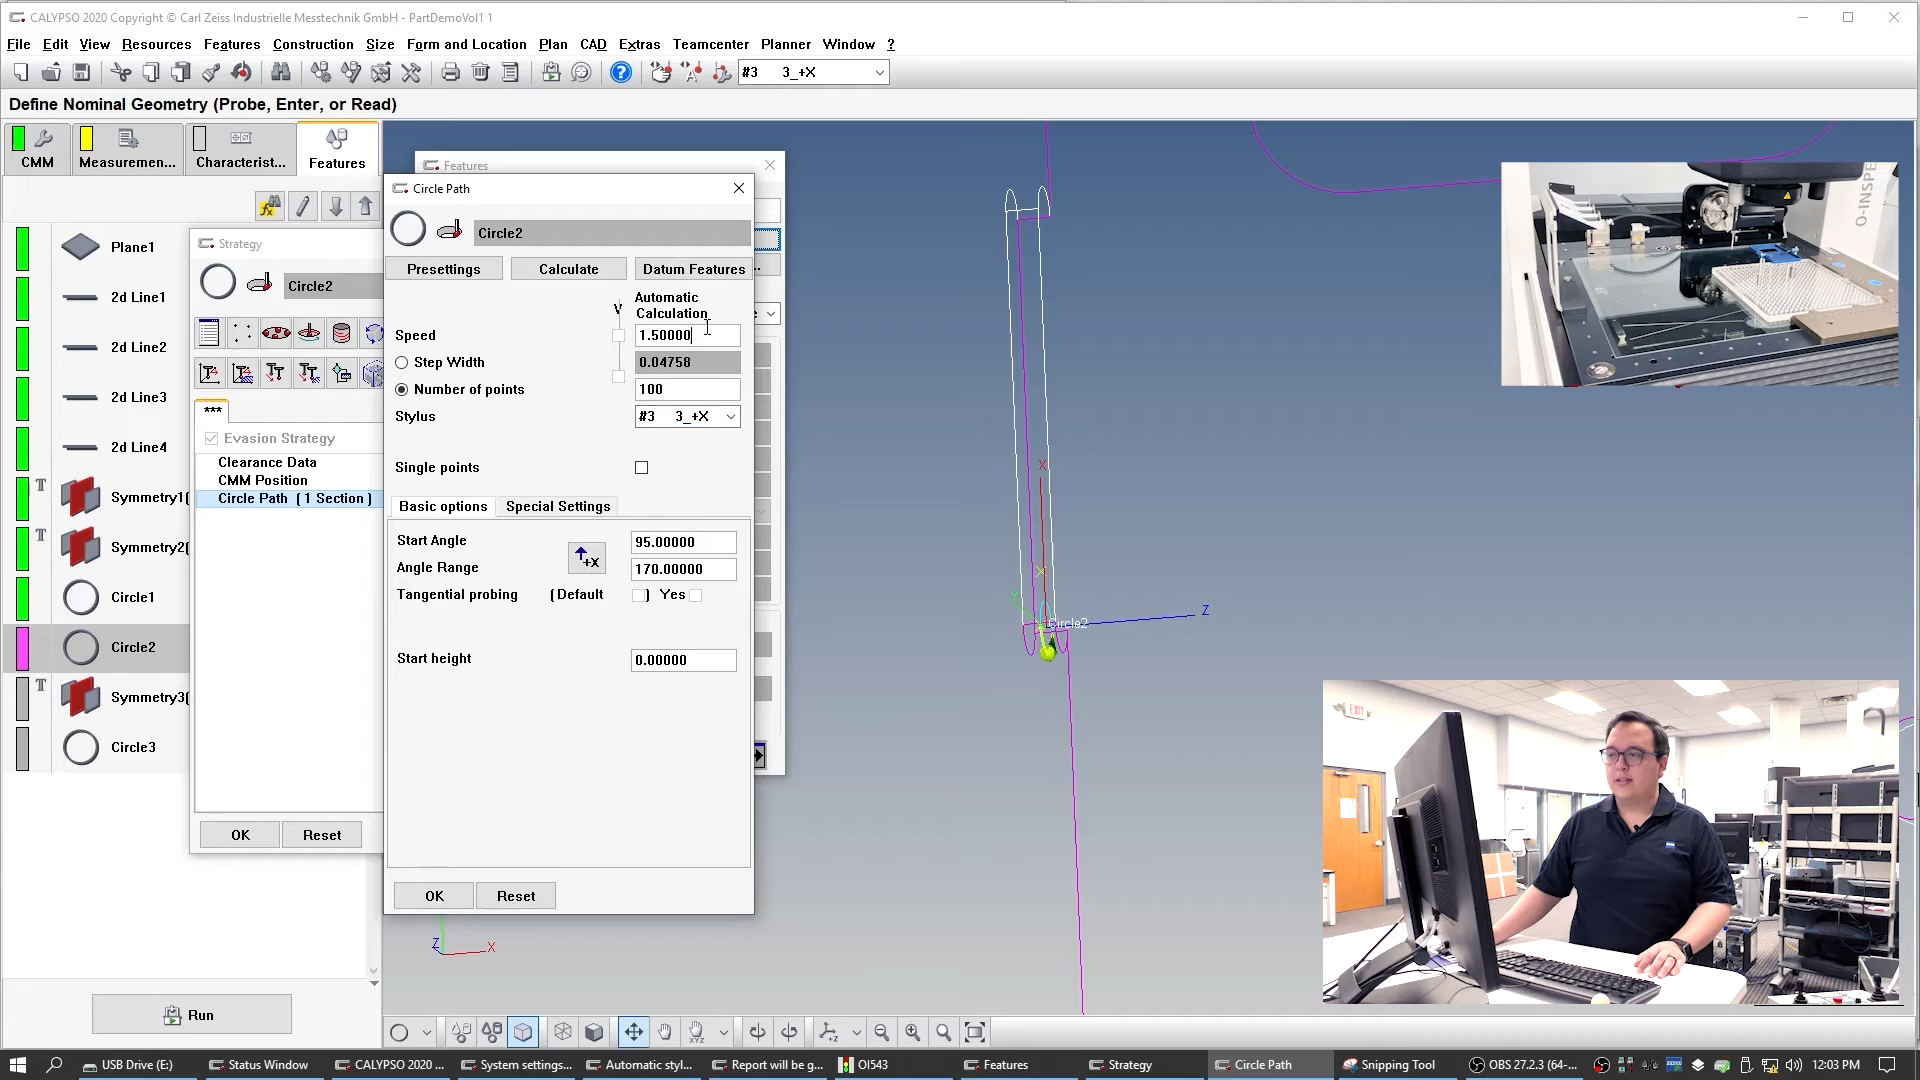 CALYPSO 2020 Copyright © Carl Zeiss Industrielle Messtechnik GmbH - PartDemoVol1 1
File Edit View Resources Features Construction Size Form and Location Plan CAD Extras Teamcenter Planner Window ?
#3 3_+X
Define Nominal Geometry (Probe, Enter, or Read)
CMM
Measuremen...
Characterist...
Features
Plane1
2d Line1
2d Line2
2d Line3
2d Line4
T Symmetry1(
T Symmetry2(
Circle1
Circle2
T Symmetry3(
Circle3
Run
Strategy
Circle2
***
Evasion Strategy
Clearance Data
CMM Position
Circle Path ( 1 Section )
OK Reset
Features
Circle Path
Circle2
Presettings Calculate Datum Features
Automatic
Calculation
Speed 1.50000
Step Width 0.04758
Number of points 100
Stylus #3 3_+X
Single points
Basic options Special Settings
Start Angle 95.00000
+X
Angle Range 170.00000
Tangential probing (Default ) Yes
Start height 0.00000
OK Reset
X
X
Y
Z
Circle2
Z X
O-INSPE
EXIT
USB Drive (E:)
Status Window
CALYPSO 2020 ...
System settings...
Automatic styl...
Report will be g...
OI543
Features
Strategy
Circle Path
Snipping Tool
OBS 27.2.3 (64-...
12:03 PM